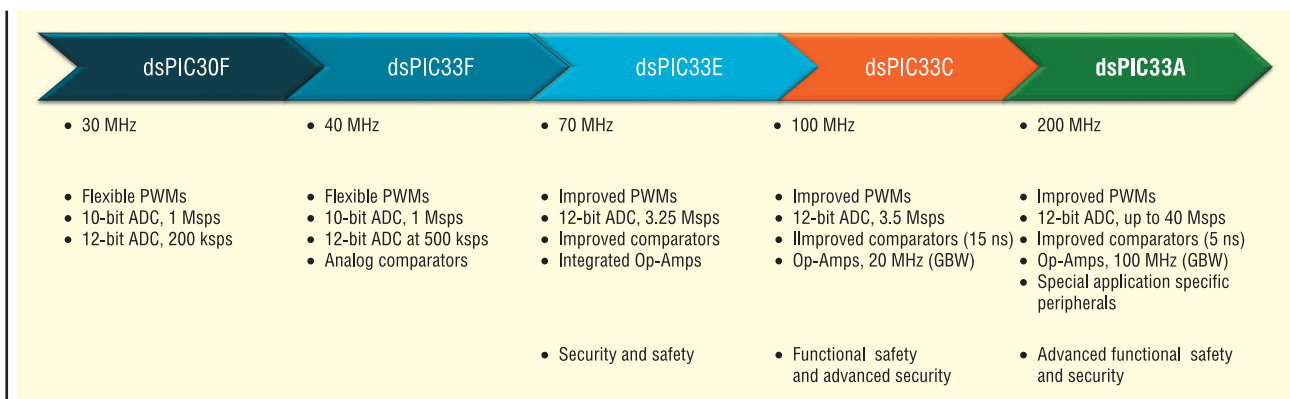 dsPIC30F
dsPIC33F
dsPIC33E
dsPIC33C
dsPIC33A
• 30 MHz
• Flexible PWMs
• 10-bit ADC, 1 Msps
• 12-bit ADC, 200 ksps
• 40 MHz
• Flexible PWMs
• 10-bit ADC, 1 Msps
• 12-bit ADC at 500 ksps
• Analog comparators
• 70 MHz
• Improved PWMs
• 12-bit ADC, 3.25 Msps
• Improved comparators
• Integrated Op-Amps
• Security and safety
• 100 MHz
• Improved PWMs
• 12-bit ADC, 3.5 Msps
• IImproved comparators (15 ns)
• Op-Amps, 20 MHz (GBW)
• Functional safety
and advanced security
• 200 MHz
• Improved PWMs
• 12-bit ADC, up to 40 Msps
• Improved comparators (5 ns)
• Op-Amps, 100 MHz (GBW)
• Special application specific
peripherals
• Advanced functional safety
and security